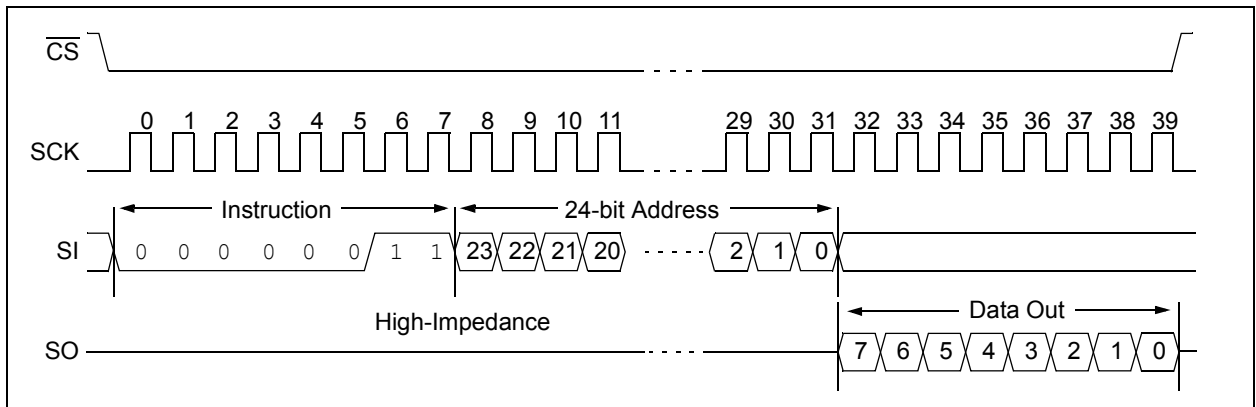 CS
0 1 2 3 4 5 6 7 8 9 10 11 29 30 31 32 33 34 35 36 37 38 39
SCK
Instruction 24-bit Address
SI 0 0 0 0 0 0 1 1 23 22 21 20 2 1 0
Data Out
High-Impedance
SO 7 6 5 4 3 2 1 0